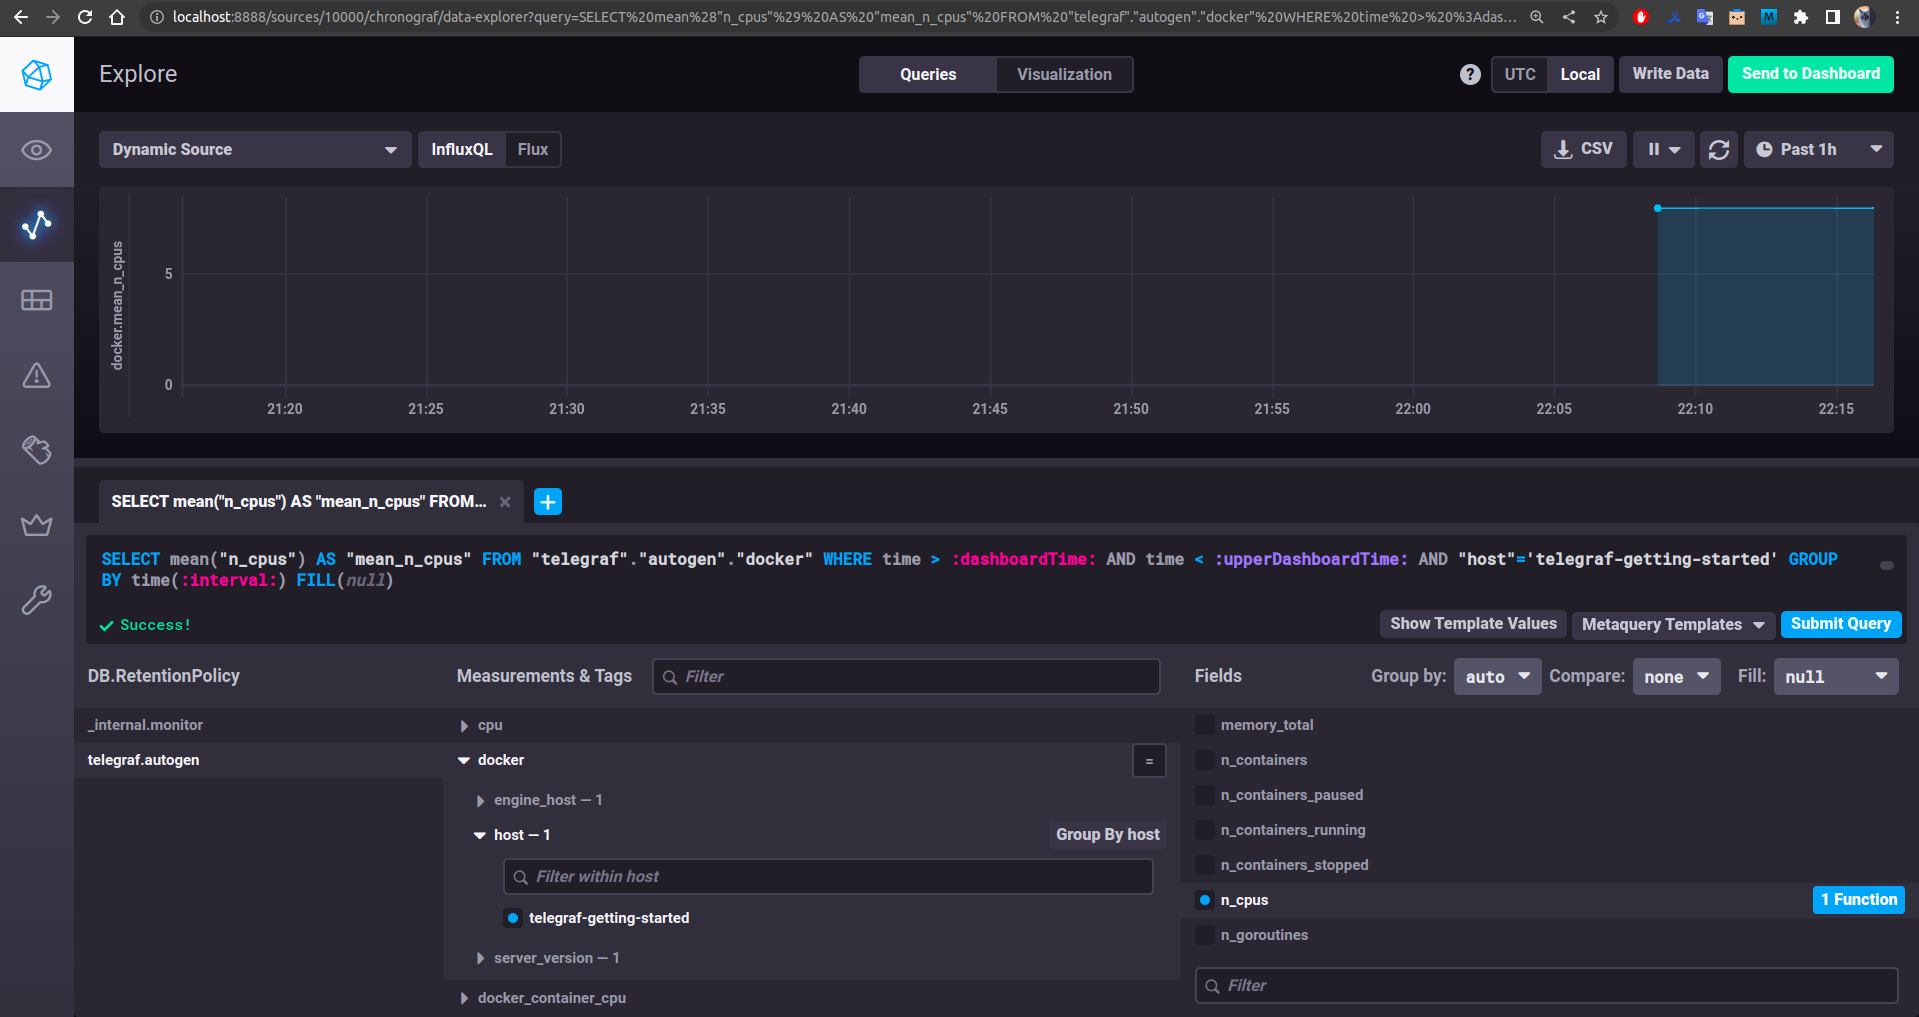 localhost:8888/sources/10000/chronograf/data-explorer?query=SELECT%20mean%28"n_cpus"%29%20AS%20"mean_n_cpus"%20FROM%20"telegraf"."autogen"."docker"%20WHERE%20time%20>%20%3Adas...
Explore
Queries
Visualization
?
UTC
Local
Write Data
Send to Dashboard
Dynamic Source
InfluxQL
Flux
CSV
Past 1h
docker.mean_n_cpus
5
0
21:20
21:25
21:30
21:35
21:40
21:45
21:50
21:55
22:00
22:05
22:10
22:15
SELECT mean("n_cpus") AS "mean_n_cpus" FROM...
SELECT mean("n_cpus") AS "mean_n_cpus" FROM "telegraf"."autogen"."docker" WHERE time > :dashboardTime: AND time < :upperDashboardTime: AND "host"='telegraf-getting-started' GROUP
BY time(:interval:) FILL(null)
Success!
Show Template Values
Metaquery Templates
Submit Query
DB.RetentionPolicy
Measurements & Tags
Filter
Fields
Group by:
auto
Compare:
none
Fill:
null
_internal.monitor
telegraf.autogen
cpu
docker
=
engine_host — 1
host — 1
Group By host
Filter within host
telegraf-getting-started
server_version — 1
docker_container_cpu
memory_total
n_containers
n_containers_paused
n_containers_running
n_containers_stopped
n_cpus
1 Function
n_goroutines
Filter